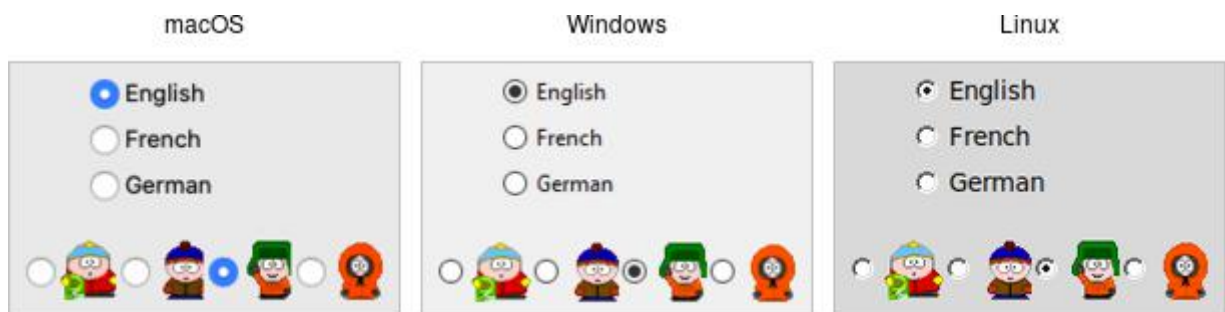 macOS
Windows
Linux
English
French
German
English
French
German
English
French
German